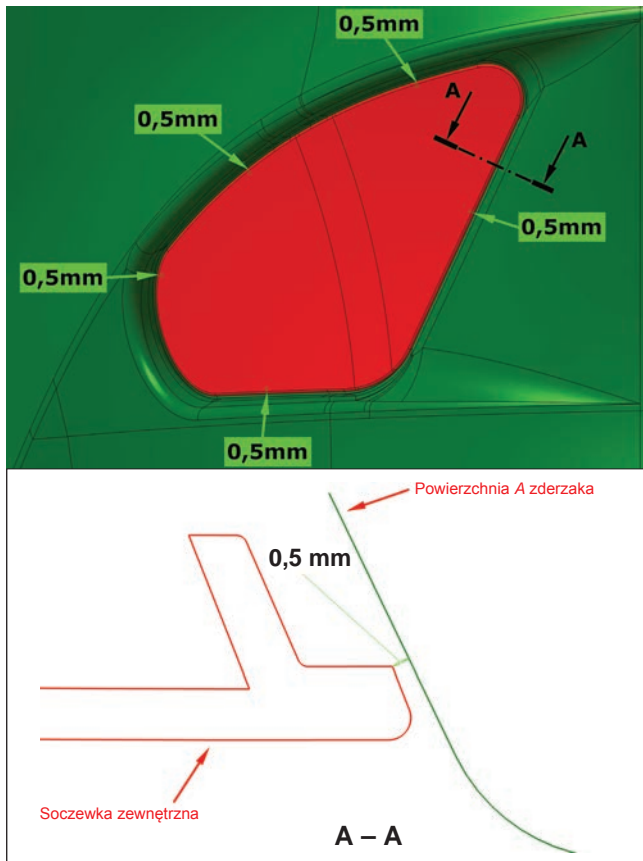 0,5mm
A
0,5mm
A
0,5mm
0,5mm
0,5mm
Powierzchnia A zderzaka
0,5 mm
Soczewka zewnętrzna
A – A